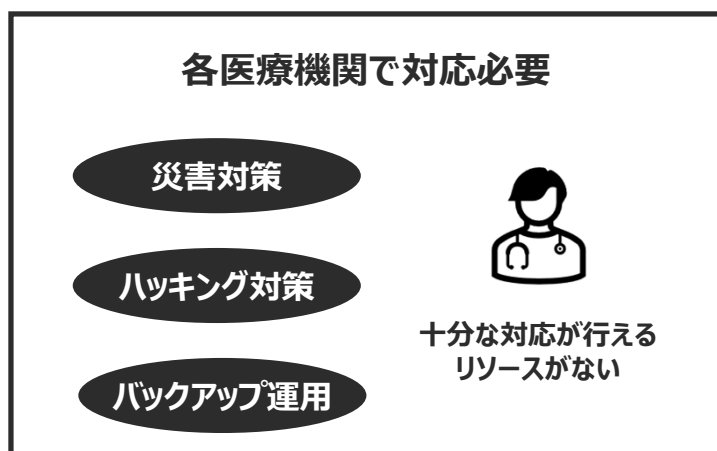 各医療機関で対応必要
災害対策
ハッキング対策
バックアップ運用
十分な対応が行える
リソースがない